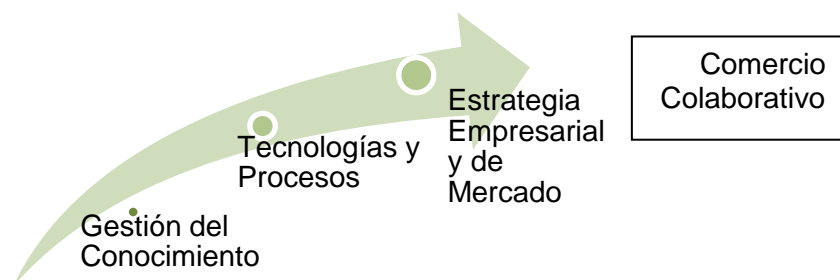 Gestión del
Conocimiento
Tecnologías y
Procesos
Estrategia
Empresarial
y de
Mercado
Comercio
Colaborativo